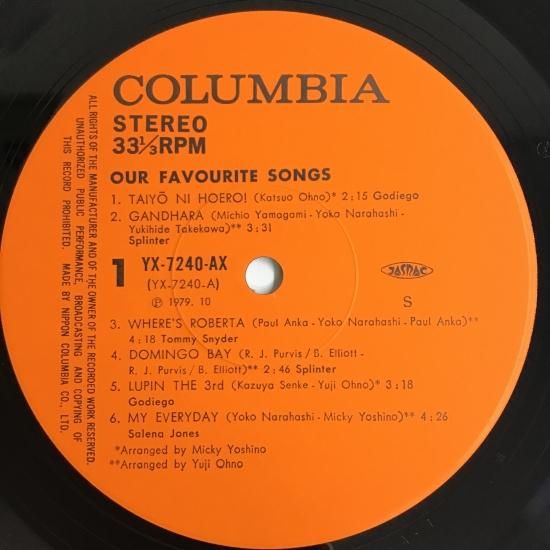 COLUMBIA
STEREO
33⅓RPM
OUR FAVOURITE SONGS
1. TAIYŌ NI HOERO! (Katsuo Ohno)* 2:15 Godiego
2. GANDHARA (Michio Yamagami - Yoko Narahashi -
Yukihide Takekawa)** 3:31
Splinter
1 YX-7240-AX
(YX-7240-A)
Ⓟ 1979. 10
JASRAC
S
3. WHERE'S ROBERTA (Paul Anka - Yoko Narahashi - Paul Anka)**
4:18 Tommy Snyder
4. DOMINGO BAY (R. J. Purvis / B. Elliott -
R. J. Purvis / B. Elliott)** 2:46 Splinter
5. LUPIN THE 3rd (Kazuya Senke - Yuji Ohno)* 3:18
Godiego
6. MY EVERYDAY (Yoko Narahashi - Micky Yoshino)** 4:26
Salena Jones
*Arranged by Micky Yoshino
**Arranged by Yuji Ohno
ALL RIGHTS OF THE MANUFACTURER AND OF THE OWNER OF THE RECORDED WORK RESERVED.
UNAUTHORIZED PUBLIC PERFORMANCE, BROADCASTING AND COPYING OF
THIS RECORD PROHIBITED. MADE BY NIPPON COLUMBIA CO., LTD.